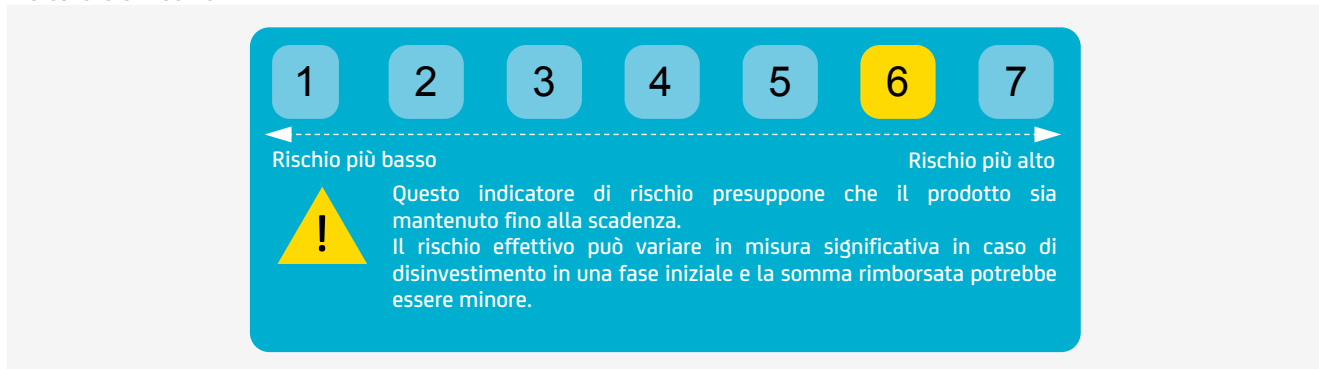 1 2 3 4 5 6 7
Rischio più basso Rischio più alto
Questo indicatore di rischio presuppone che il prodotto sia
mantenuto fino alla scadenza.
!
Il rischio effettivo può variare in misura significativa in caso di
disinvestimento in una fase iniziale e la somma rimborsata potrebbe
essere minore.